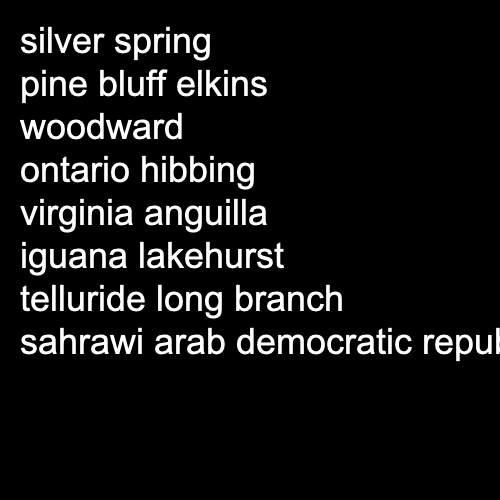 silver spring
pine bluff elkins
woodward
ontario hibbing
virginia anguilla
iguana lakehurst
telluride long branch
sahrawi arab democratic